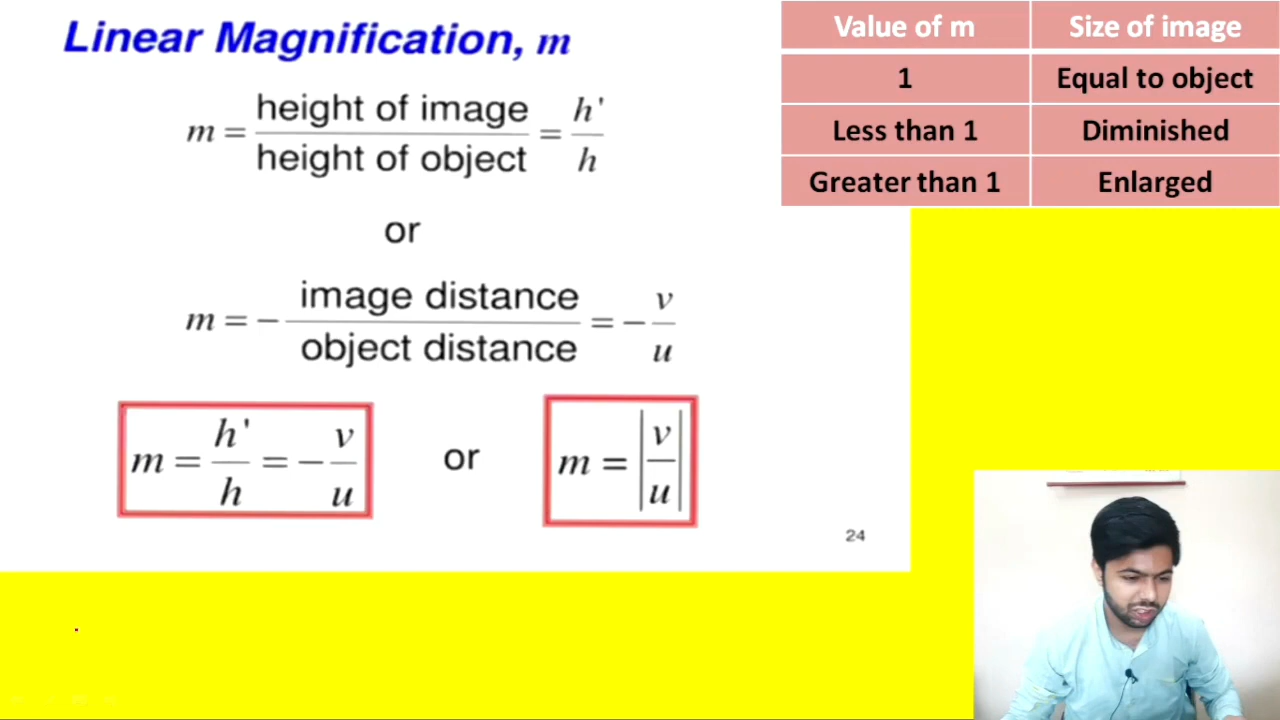 Linear Magnification, m
m = height of image / height of object = h' / h
or
m = − image distance / object distance = − v / u
m = h' / h = − v / u
or
m = | v / u |
24
Value of m Size of image
1 Equal to object
Less than 1 Diminished
Greater than 1 Enlarged